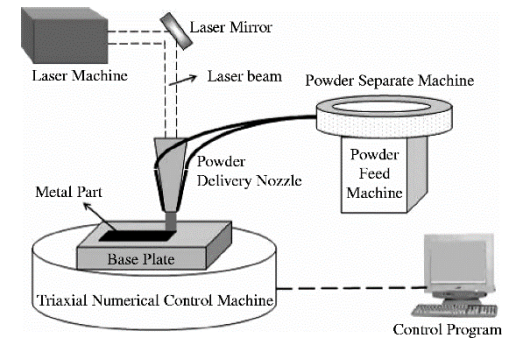 Laser Mirror
Laser Machine
Laser beam
Powder Separate Machine
Powder
Delivery Nozzle
Powder
Feed
Machine
Metal Part
Base Plate
Triaxial Numerical Control Machine
Control Program